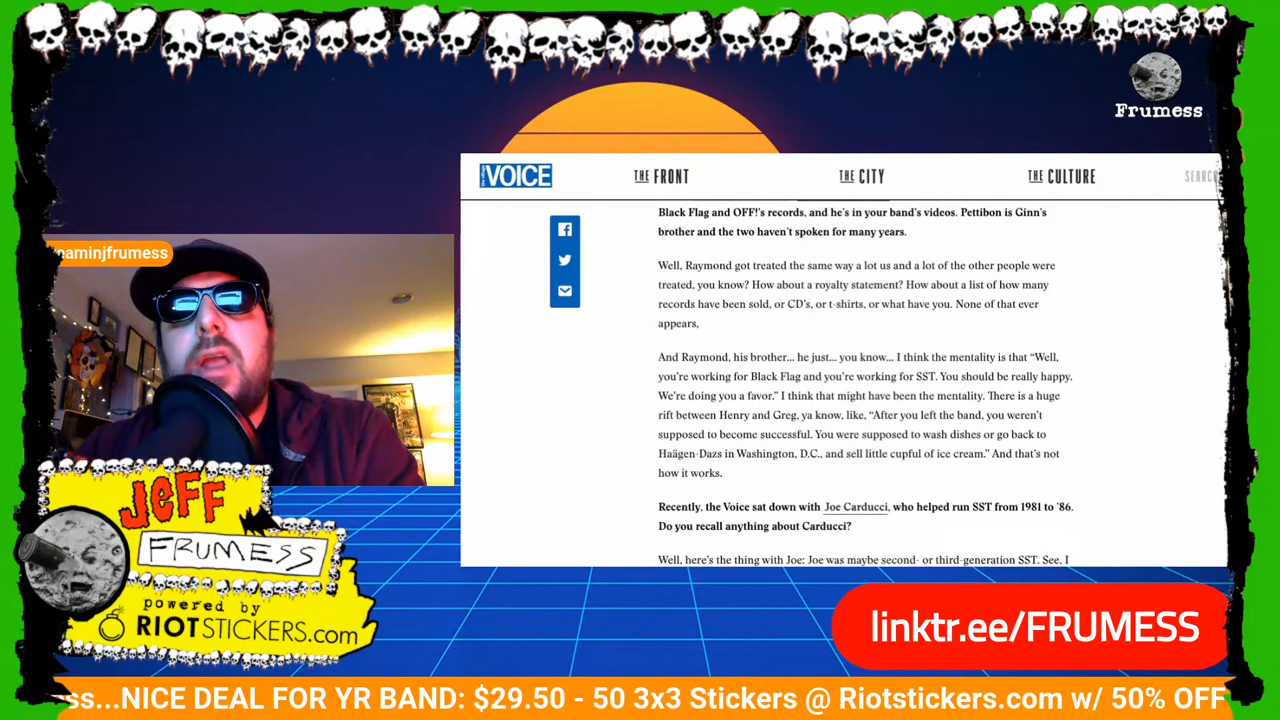 Frumess
the village VOICE
THE FRONT
THE CITY
THE CULTURE
SEARC
Black Flag and OFF!'s records, and he's in your band's videos. Pettibon is Ginn's
brother and the two haven't spoken for many years.
Well, Raymond got treated the same way a lot us and a lot of the other people were
treated, you know? How about a royalty statement? How about a list of how many
records have been sold, or CD's, or t-shirts, or what have you. None of that ever
appears,
And Raymond, his brother... he just... you know... I think the mentality is that “Well,
you're working for Black Flag and you're working for SST. You should be really happy.
We're doing you a favor.” I think that might have been the mentality. There is a huge
rift between Henry and Greg, ya know, like, “After you left the band, you weren't
supposed to become successful. You were supposed to wash dishes or go back to
Haägen-Dazs in Washington, D.C., and sell little cupful of ice cream.” And that's not
how it works.
Recently, the Voice sat down with Joe Carducci, who helped run SST from 1981 to '86.
Do you recall anything about Carducci?
Well, here's the thing with Joe: Joe was maybe second- or third-generation SST. See, I
eaminjfrumess
JEFF
FRUMESS
powered by
RIOTSTICKERS.com
linktr.ee/FRUMESS
ss...NICE DEAL FOR YR BAND: $29.50 - 50 3x3 Stickers @ Riotstickers.com w/ 50% OFF